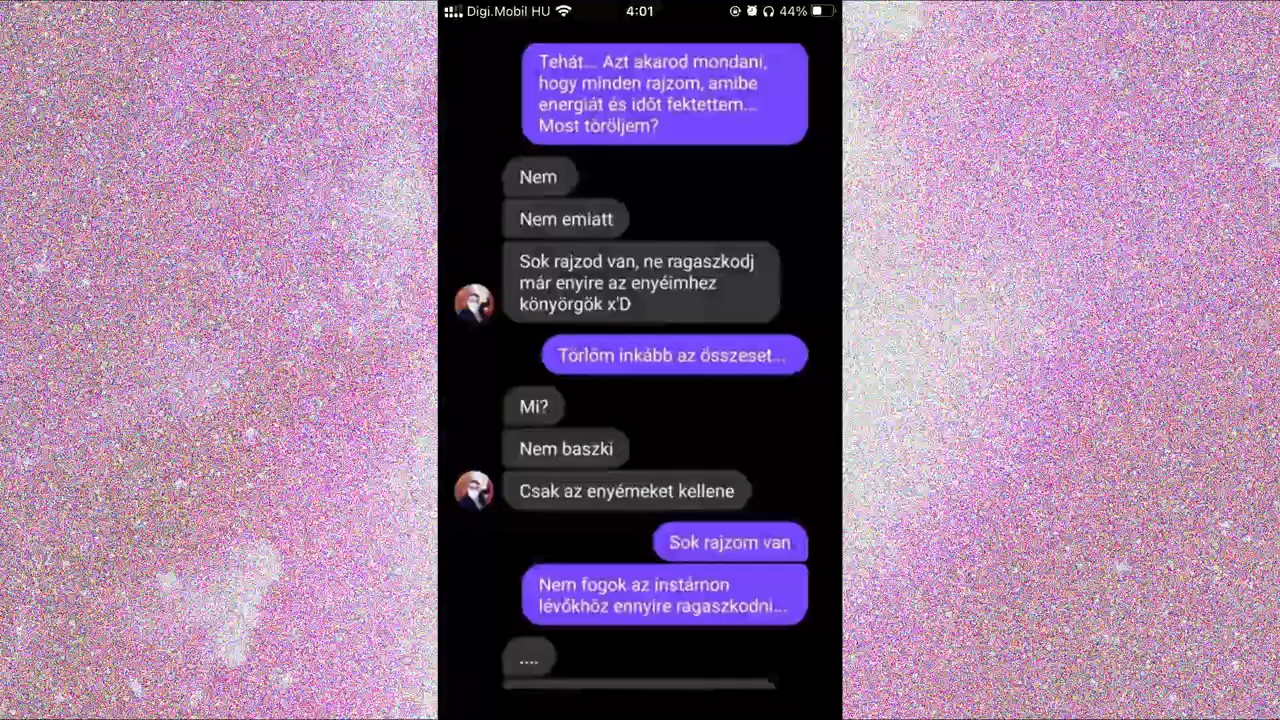 Digi.Mobil HU 4:01 44%
Tehát... Azt akarod mondani,
hogy minden rajzom, amibe
energiát és időt fektettem...
Most töröljem?
Nem
Nem emiatt
Sok rajzod van, ne ragaszkodj
már enyire az enyéimhez
könyörgök x'D
Törlöm inkább az összeset...
Mi?
Nem baszki
Csak az enyémeket kellene
Sok rajzom van
Nem fogok az instámon
lévőkhöz ennyire ragaszkodni...
....